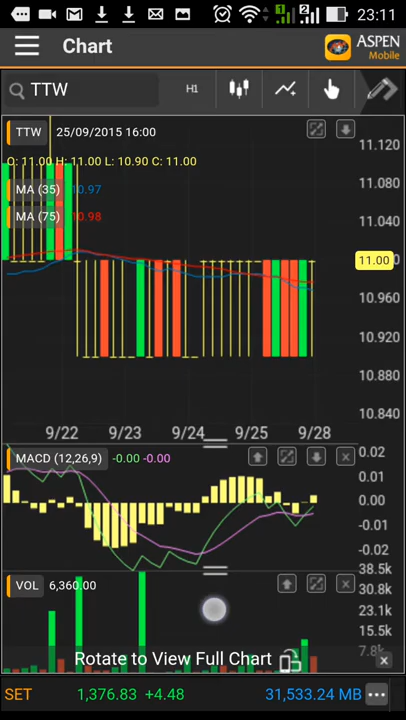 23:11
Chart
ASPEN
Mobile
TTW
H1
TTW 25/09/2015 16:00
O: 11.00 H: 11.00 L: 10.90 C: 11.00
MA (35) 10.97
MA (75) 10.98
11.120
11.080
11.040
11.00
10.960
10.920
10.880
10.840
9/22 9/23 9/24 9/25 9/28
MACD (12,26,9) -0.00 -0.00
0.02
0.01
0.00
-0.01
-0.02
VOL 6,360.00
38.5k
30.8k
23.1k
15.5k
7.8k
Rotate to View Full Chart
SET 1,376.83 +4.48 31,533.24 MB